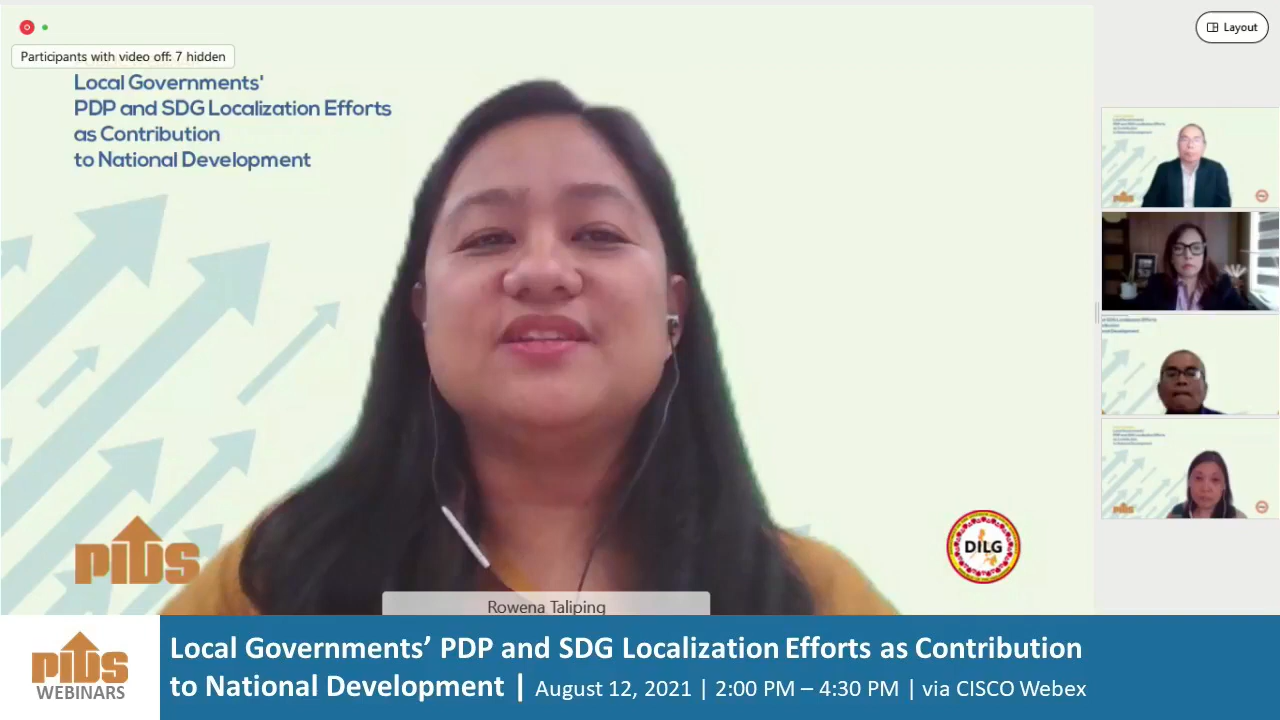 Layout
Participants with video off: 7 hidden
Local Governments'
PDP and SDG Localization Efforts
as Contribution
to National Development
PIDS
DILG
Rowena Taliping
PIDS
WEBINARS
Local Governments’ PDP and SDG Localization Efforts as Contribution
to National Development | August 12, 2021 | 2:00 PM – 4:30 PM | via CISCO Webex